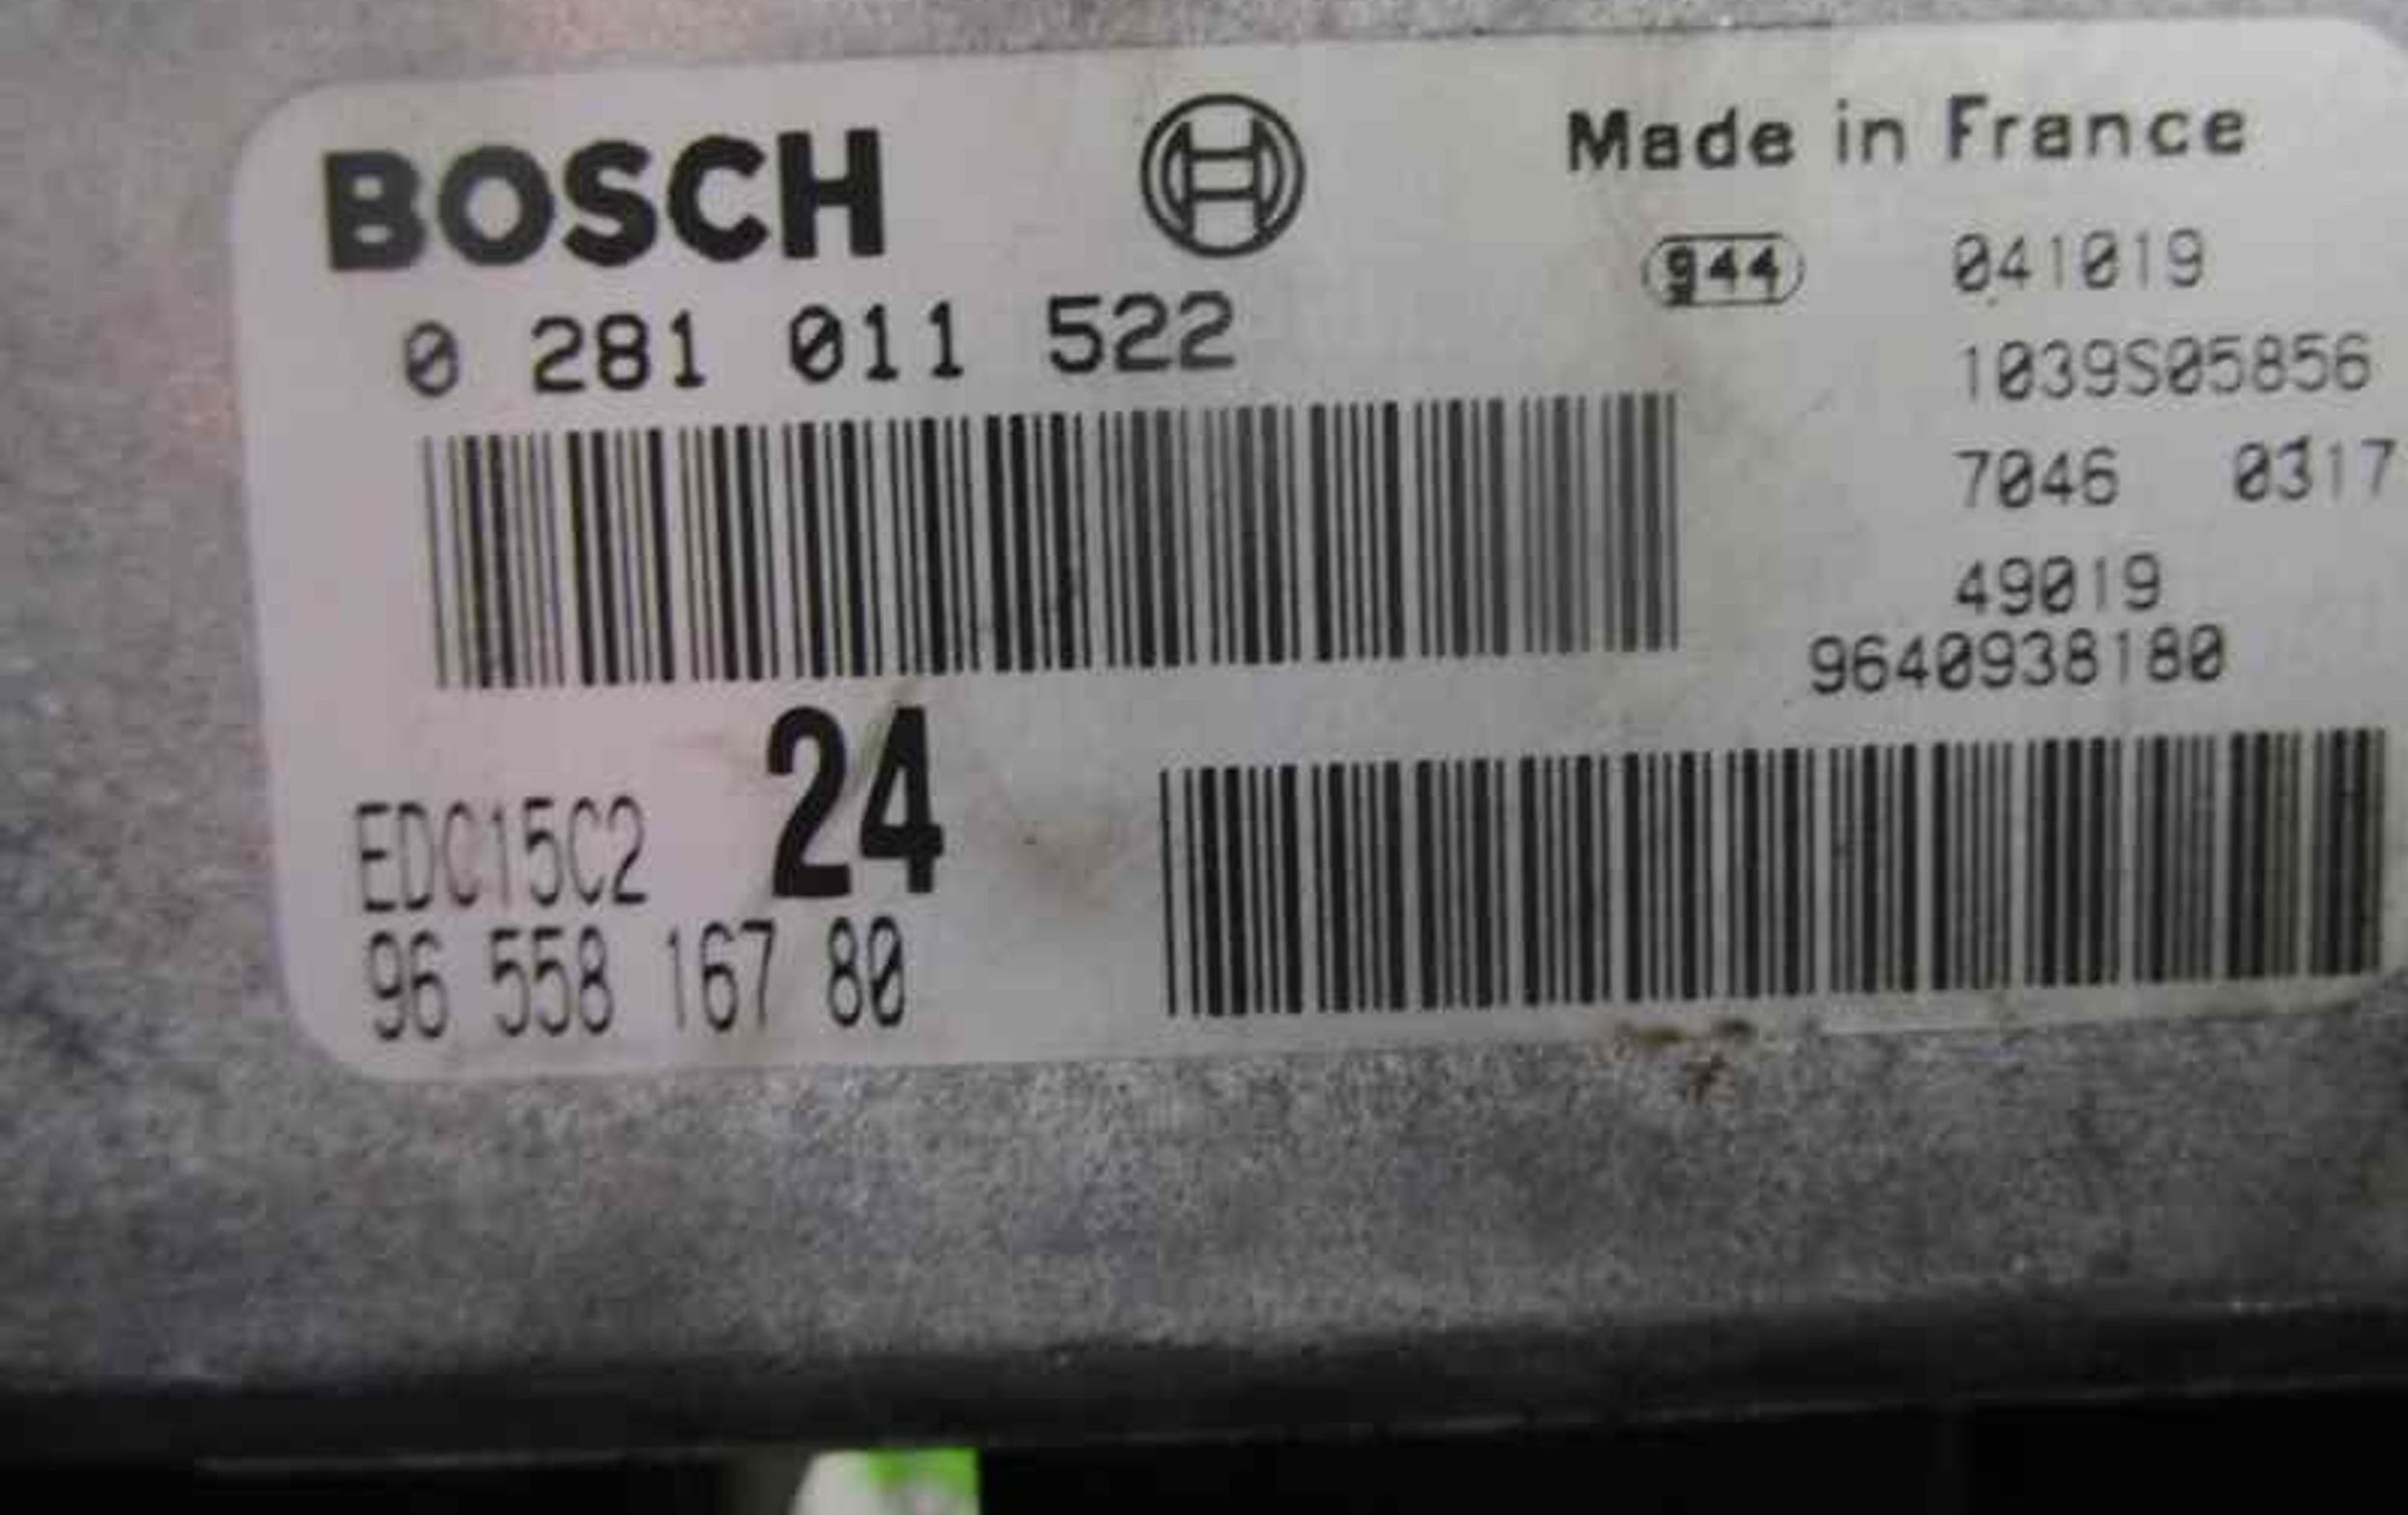 BOSCH
Made in France
944 041019
0 281 011 522
1039S05856
7046 0317
49019
9640938180
24
EDC15C2
96 558 167 80